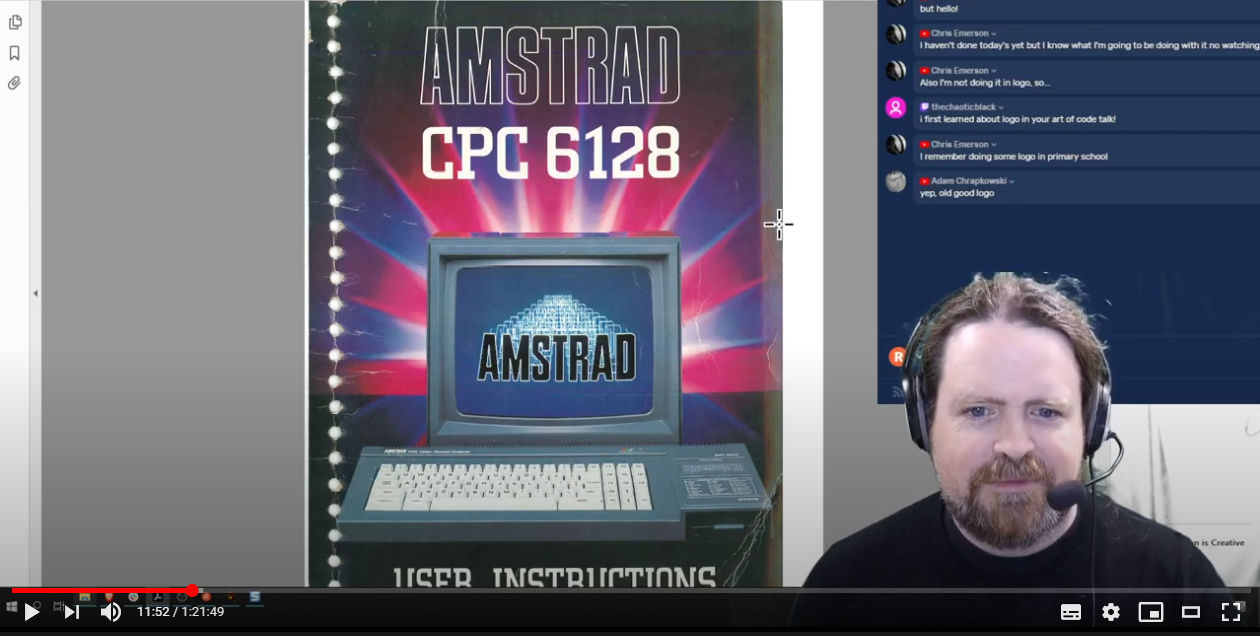 AMSTRAD
CPC 6128
AMSTRAD
USER INSTRUCTIONS
but hello!
Chris Emerson
I haven't done today's yet but I know what I'm going to be doing with it no watching
Chris Emerson
Also I'm not doing it in logo, so...
thechaoticblack
i first learned about logo in your art of code talk!
Chris Emerson
I remember doing some logo in primary school
Adam Chrapkowski
yep, old good logo
R
n is Creative
11:52 / 1:21:49